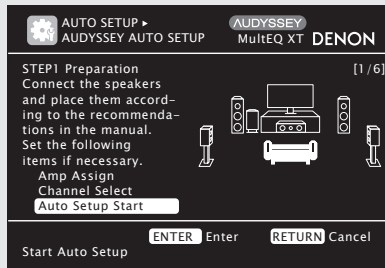 AUTO SETUP ▸
AUDYSSEY AUTO SETUP
AUDYSSEY
MultEQ XT
DENON
STEP1 Preparation
[1/6]
Connect the speakers
and place them accord-
ing to the recommenda-
tions in the manual.
Set the following
items if necessary.
Amp Assign
Channel Select
Auto Setup Start
ENTER Enter
RETURN Cancel
Start Auto Setup